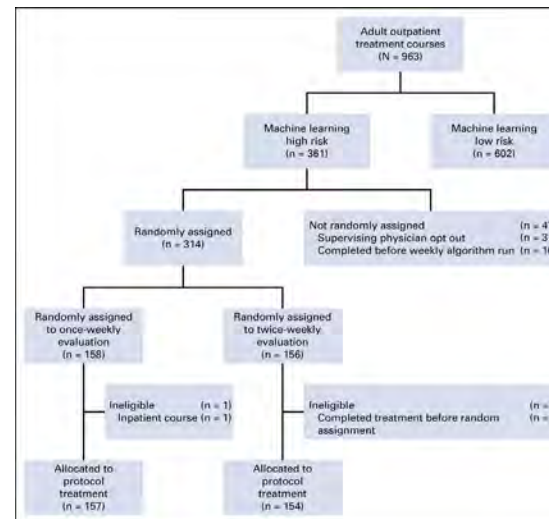 Adult outpatient
treatment courses
(N = 963)
Machine learning
high risk
(n = 361)
Machine learning
low risk
(n = 602)
Randomly assigned
(n = 314)
Not randomly assigned (n = 4
Supervising physician opt out (n = 3
Completed before weekly algorithm run (n = 1
Randomly assigned
to once-weekly
evaluation
(n = 158)
Randomly assigned
to twice-weekly
evaluation
(n = 156)
Ineligible (n = 1)
Inpatient course (n = 1)
Ineligible (n =
Completed treatment before random (n =
assignment
Allocated to
protocol
treatment
(n = 157)
Allocated to
protocol
treatment
(n = 154)